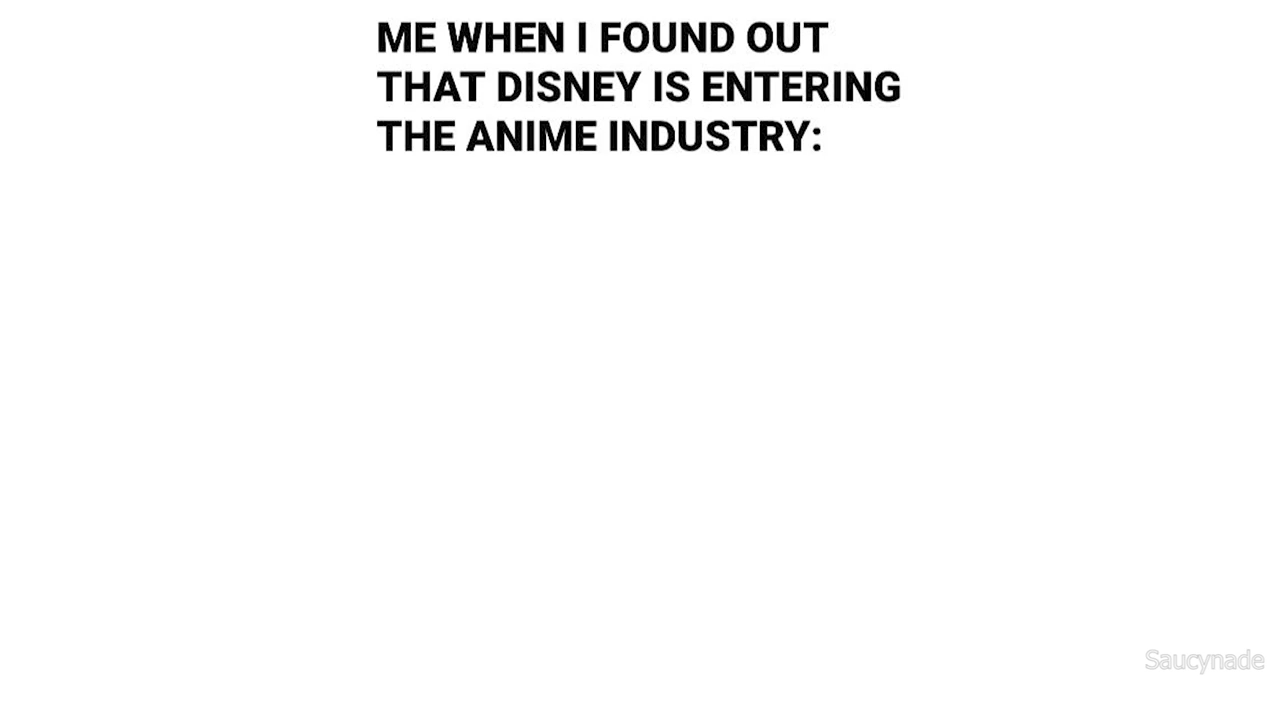 ME WHEN I FOUND OUT
THAT DISNEY IS ENTERING
THE ANIME INDUSTRY:
Saucynade